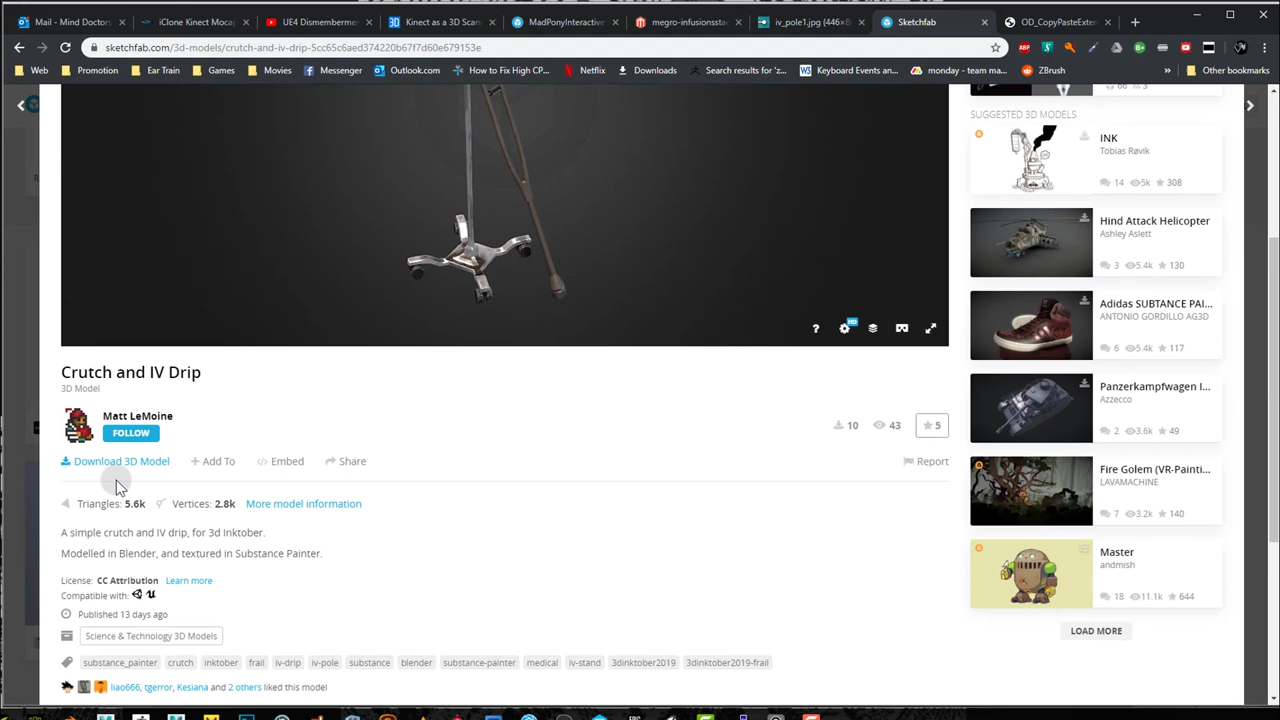 Mail - Mind Doctors
iClone Kinect Mocap
UE4 Dismemberment
Kinect as a 3D Scan
MadPonyInteractive
megro-infusionsstae
iv_pole1.jpg (446×8
Sketchfab
OD_CopyPasteExten
sketchfab.com/3d-models/crutch-and-iv-drip-5cc65c6aed374220b67f7d60e679153e
Web
Promotion
Ear Train
Games
Movies
Messenger
Outlook.com
How to Fix High CP...
Netflix
Downloads
Search results for 'z...
Keyboard Events an...
monday - team ma...
ZBrush
»
Other bookmarks
HD
?
Crutch and IV Drip
3D Model
Matt LeMoine
FOLLOW
10
43
5
Download 3D Model
+ Add To
Embed
Share
Report
Triangles: 5.6k
Vertices: 2.8k
More model information
A simple crutch and IV drip, for 3d Inktober.
Modelled in Blender, and textured in Substance Painter.
License: CC Attribution Learn more
Compatible with:
Published 13 days ago
Science & Technology 3D Models
substance_painter
crutch
inktober
frail
iv-drip
iv-pole
substance
blender
substance-painter
medical
iv-stand
3dinktober2019
3dinktober2019-frail
liao666, tgerror, Kesiana and 2 others liked this model
SUGGESTED 3D MODELS
INK
Tobias Røvik
14 5k 308
Hind Attack Helicopter
Ashley Aslett
3 5.4k 130
Adidas SUBTANCE PAI...
ANTONIO GORDILLO AG3D
6 5.4k 117
Panzerkampfwagen I...
Azzecco
2 3.6k 49
Fire Golem (VR-Painti...
LAVAMACHINE
7 3.2k 140
Master
andmish
18 11.1k 644
LOAD MORE